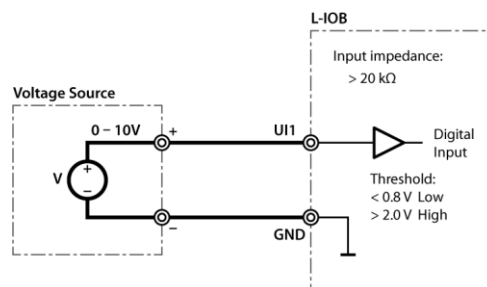 L-IOB
Input impedance:
> 20 kΩ
Voltage Source
0 – 10V
+
UI1
V
+
–
Digital
Input
Threshold:
< 0.8 V Low
> 2.0 V High
–
GND